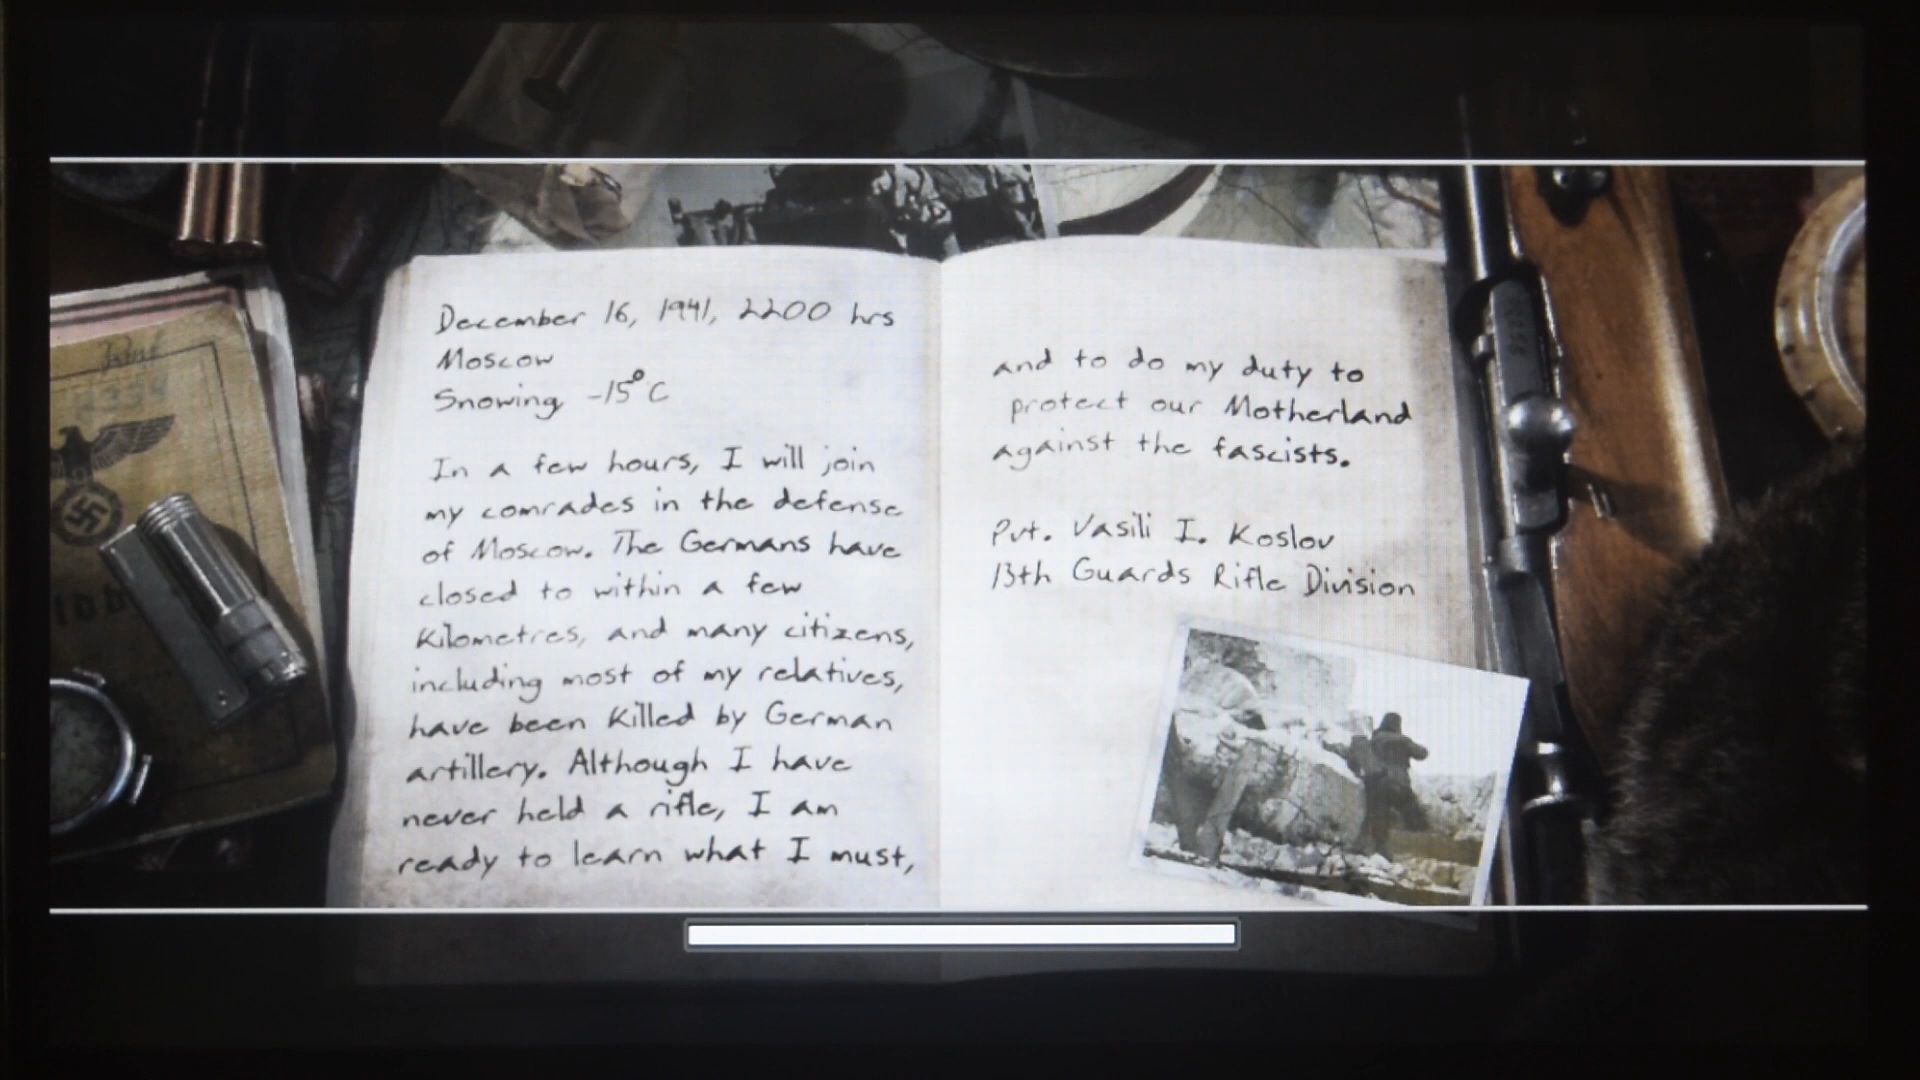 December 16, 1941, 2200 hrs
Moscow
Snowing -15°C
In a few hours, I will join
my comrades in the defense
of Moscow. The Germans have
closed to within a few
kilometres, and many citizens,
including most of my relatives,
have been killed by German
artillery. Although I have
never held a rifle, I am
ready to learn what I must,
and to do my duty to
protect our Motherland
against the fascists.
Pvt. Vasili I. Koslov
13th Guards Rifle Division